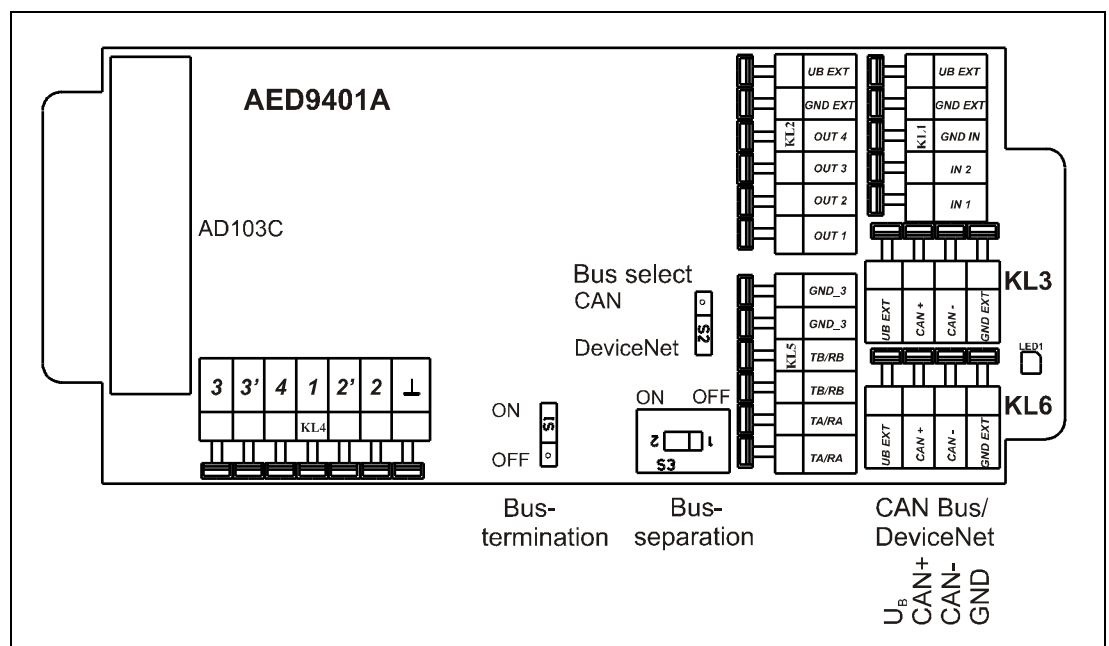 AED9401A
AD103C
UB EXT
GND EXT
OUT 4
OUT 3
OUT 2
OUT 1
KL2
UB EXT
GND EXT
GND IN
IN 2
IN 1
KL1
Bus select
CAN
DeviceNet
S2
GND_3
GND_3
TB/RB
TB/RB
TA/RA
TA/RA
KL5
UB EXT
CAN +
CAN -
GND EXT
KL3
LED1
UB EXT
CAN +
CAN -
GND EXT
KL6
3 3' 4 1 2' 2 ⊥
KL4
ON
OFF
S1
ON OFF
2 1
S3
Bus-
termination
Bus-
separation
CAN Bus/
DeviceNet
UB
CAN+
CAN-
GND